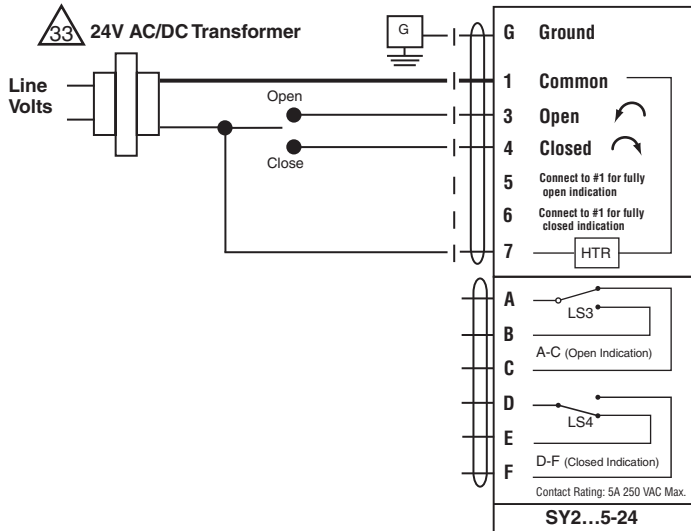 33 24V AC/DC Transformer
G
G Ground
Line
Volts
1 Common
Open
3 Open
4 Closed
Close
5 Connect to #1 for fully
open indication
6 Connect to #1 for fully
closed indication
7 HTR
A
LS3
B
A-C (Open Indication)
C
D
LS4
E
D-F (Closed Indication)
F
Contact Rating: 5A 250 VAC Max.
SY2...5-24